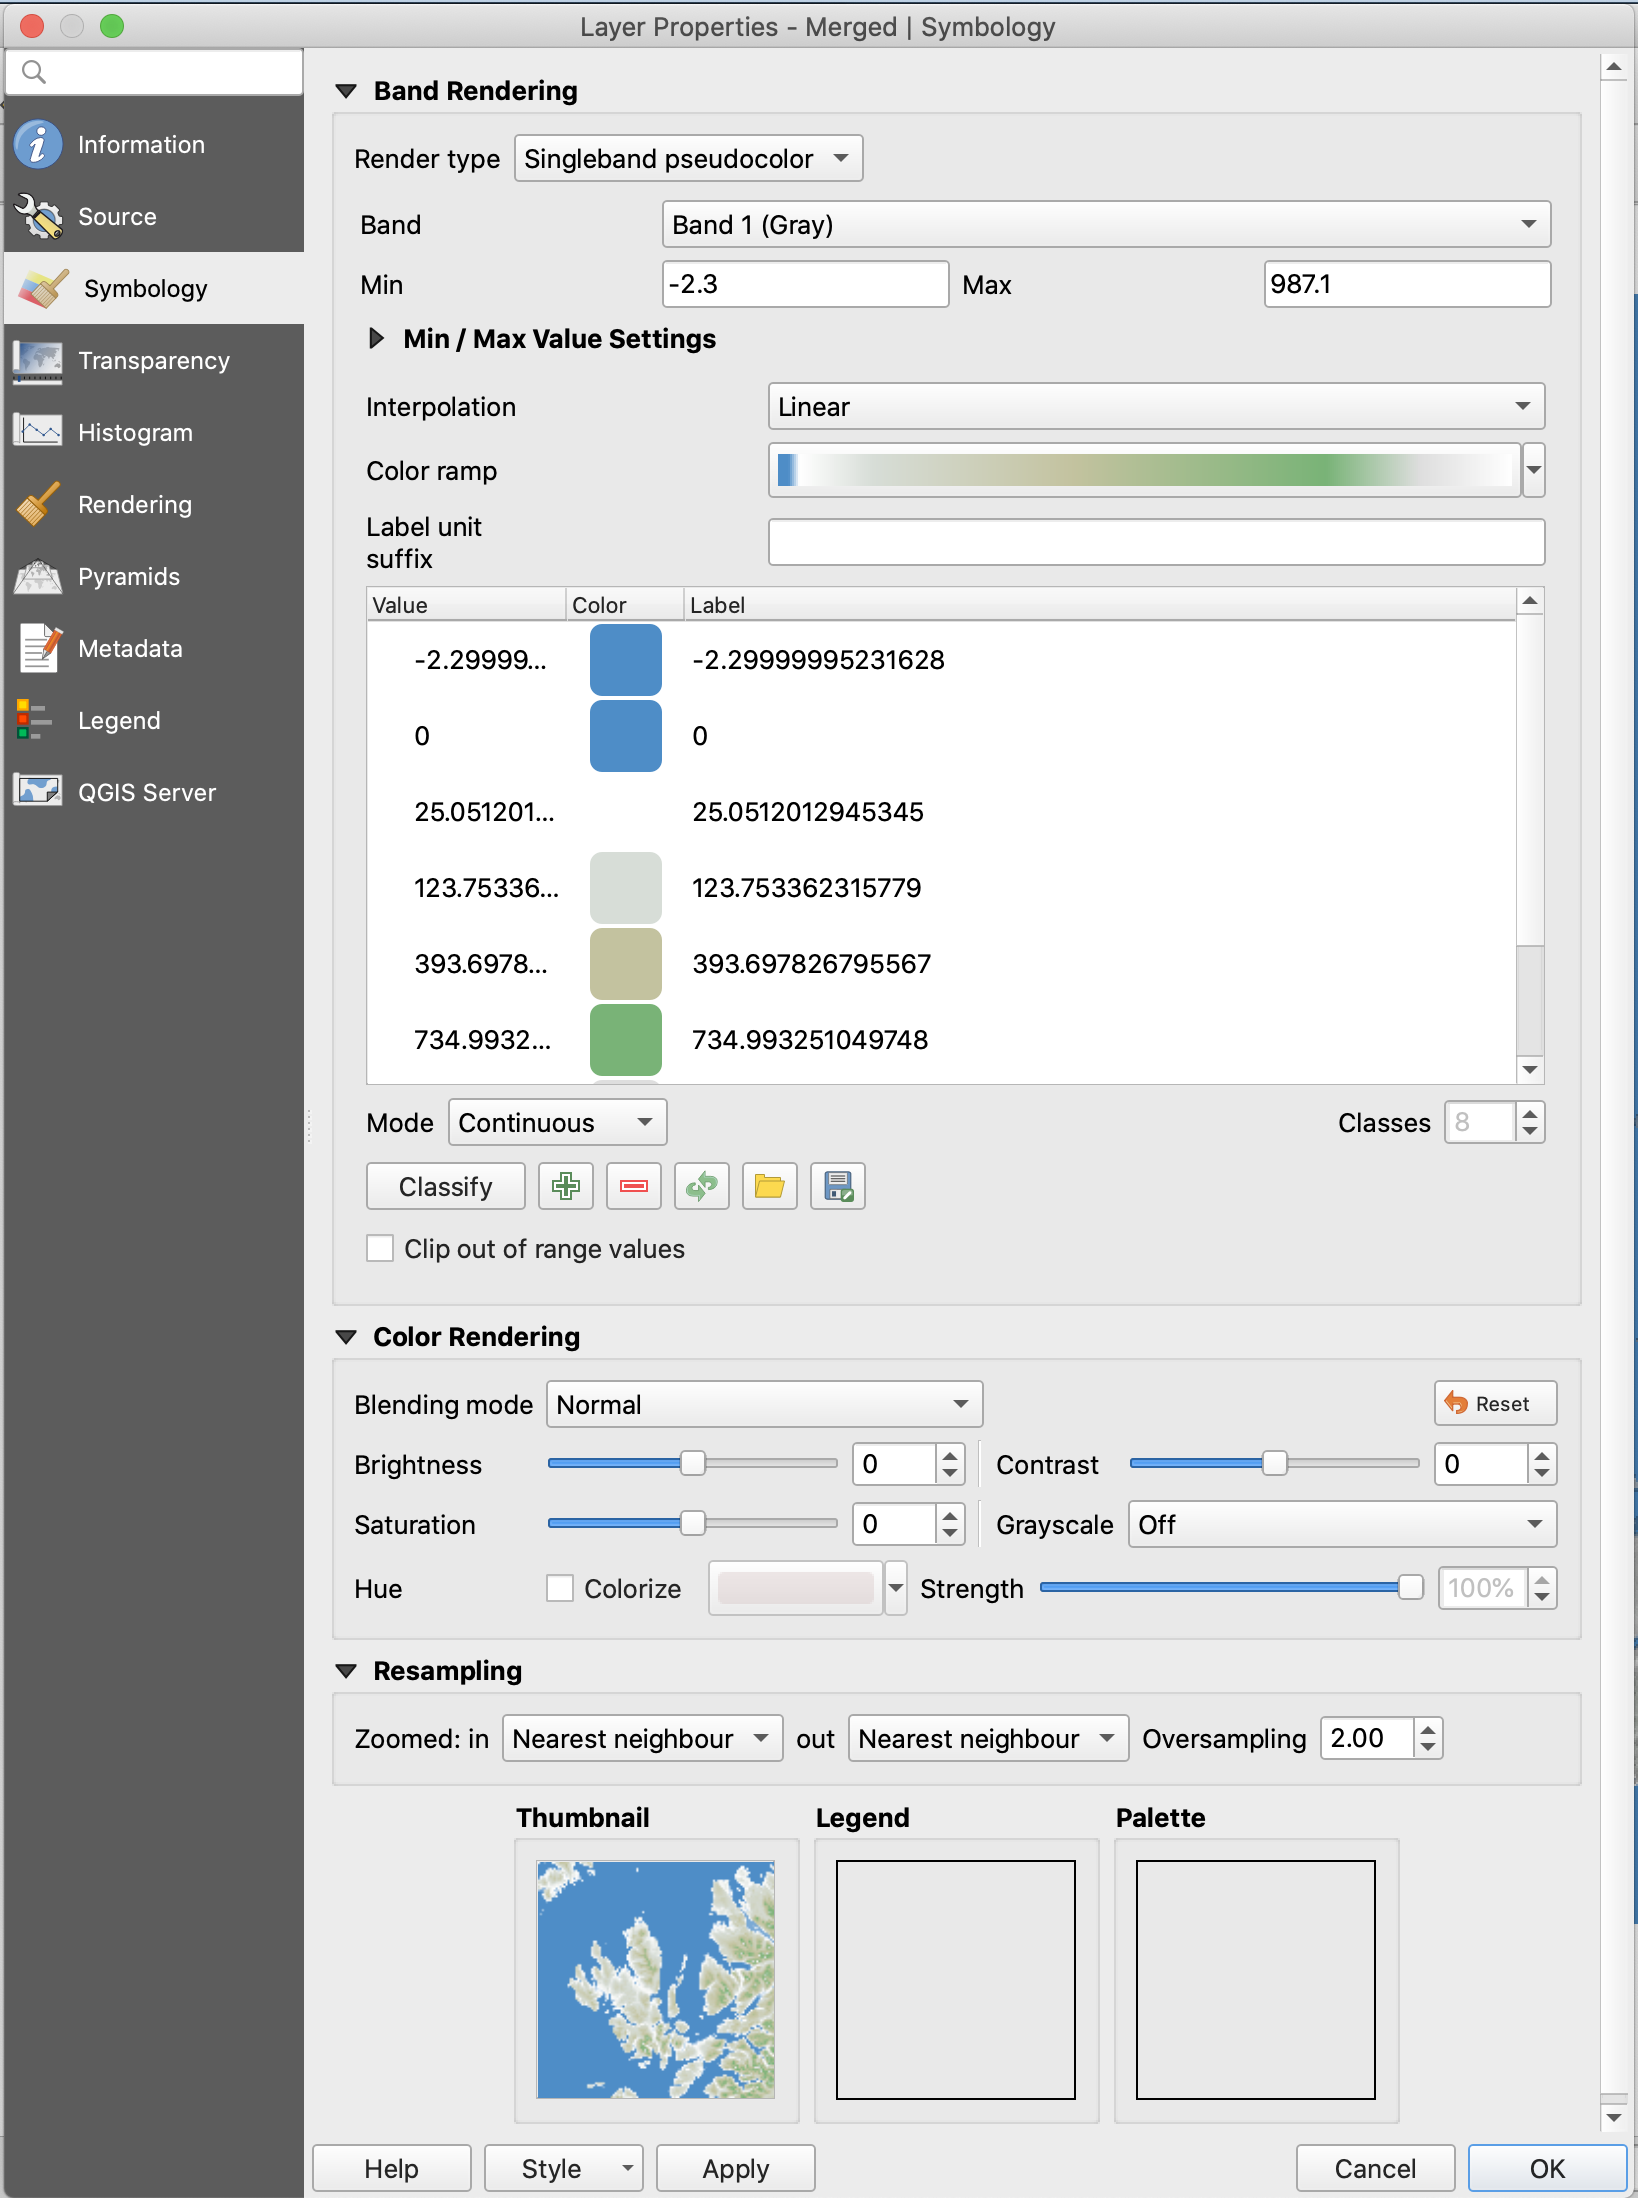 Layer Properties - Merged | Symbology
Information
Source
Symbology
Transparency
Histogram
Rendering
Pyramids
Metadata
Legend
QGIS Server
Band Rendering
Render type Singleband pseudocolor
Band Band 1 (Gray)
Min -2.3 Max 987.1
Min / Max Value Settings
Interpolation Linear
Color ramp
Label unit
suffix
Value Color Label
-2.29999... -2.29999995231628
0 0
25.051201... 25.0512012945345
123.75336... 123.753362315779
393.6978... 393.697826795567
734.9932... 734.993251049748
Mode Continuous Classes 8
Classify
Clip out of range values
Color Rendering
Blending mode Normal Reset
Brightness 0 Contrast 0
Saturation 0 Grayscale Off
Hue Colorize Strength 100%
Resampling
Zoomed: in Nearest neighbour out Nearest neighbour Oversampling 2.00
Thumbnail Legend Palette
Help Style Apply Cancel OK